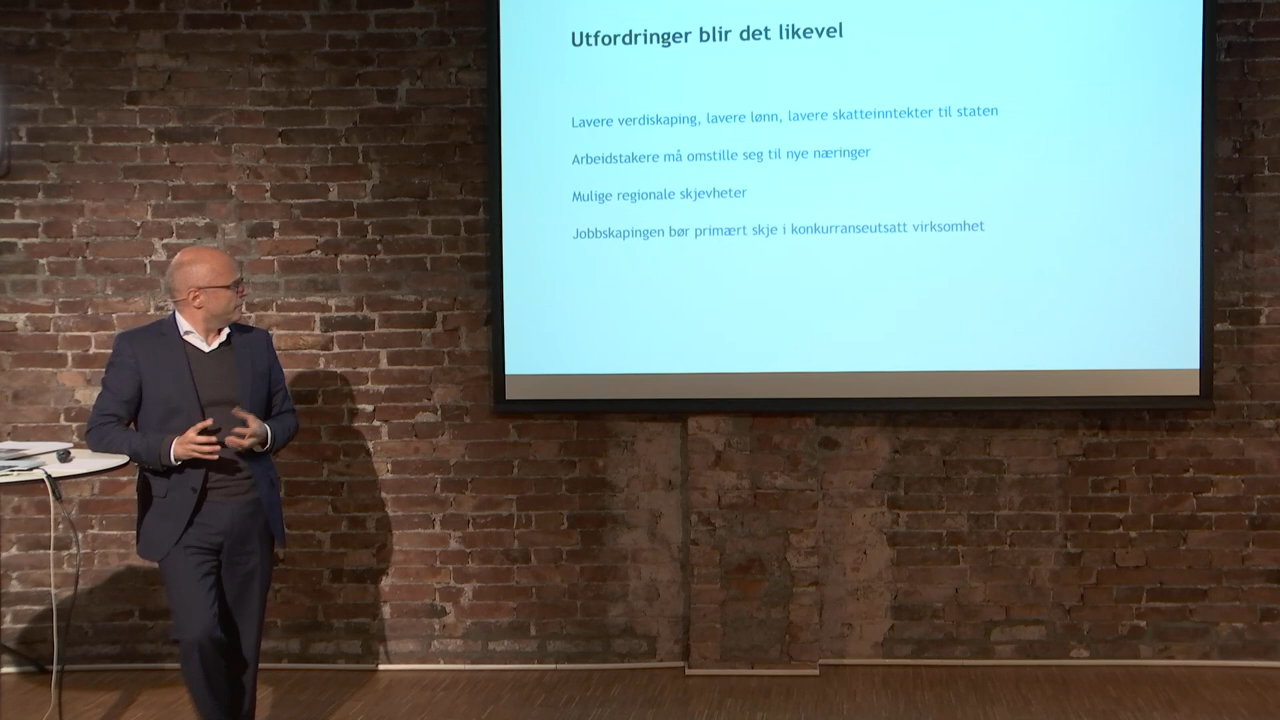 Utfordringer blir det likevel
Lavere verdiskaping, lavere lønn, lavere skatteinntekter til staten
Arbeidstakere må omstille seg til nye næringer
Mulige regionale skjevheter
Jobbskapingen bør primært skje i konkurranseutsatt virksomhet